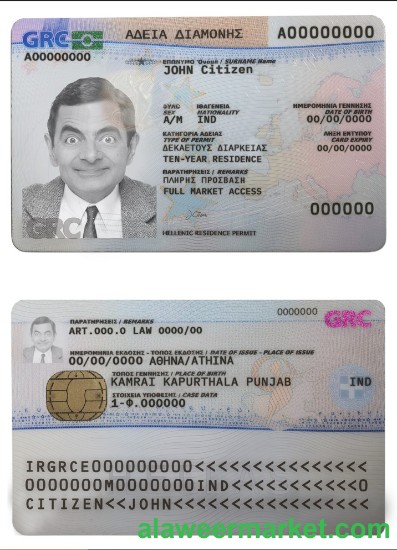 GRC
ΑΔΕΙΑ ΔΙΑΜΟΝΗΣ
A00000000
A00000000
ΕΠΩΝΥΜΟ Όνομα / SURNAME Name
JOHN Citizen
ΦΥΛΟ ΙΘΑΓΕΝΕΙΑ
SEX NATIONALITY
A/M IND
ΗΜΕΡΟΜΗΝΙΑ ΓΕΝΝΗΣΗΣ
DATE OF BIRTH
00/00/0000
ΚΑΤΗΓΟΡΙΑ ΑΔΕΙΑΣ
TYPE OF PERMIT
ΔΕΚΑΕΤΟΥΣ ΔΙΑΡΚΕΙΑΣ
TEN-YEAR RESIDENCE
ΛΗΞΗ ΕΝΤΥΠΟΥ
CARD EXPIRY
00/00/0000
ΠΑΡΑΤΗΡΗΣΕΙΣ / REMARKS
ΠΛΗΡΗΣ ΠΡΟΣΒΑΣΗ
FULL MARKET ACCESS
000000
GRC
HELLENIC RESIDENCE PERMIT
0000000
GRC
ΠΑΡΑΤΗΡΗΣΕΙΣ / REMARKS
ART.000.0 LAW 0000/00
ΗΜΕΡΟΜΗΝΙΑ ΕΚΔΟΣΗΣ - ΤΟΠΟΣ ΕΚΔΟΣΗΣ / DATE OF ISSUE - PLACE OF ISSUE
00/00/0000 ΑΘΗΝΑ/ATHINA
ΤΟΠΟΣ ΓΕΝΝΗΣΗΣ / PLACE OF BIRTH
KAMRAI KAPURTHALA PUNJAB IND
ΣΤΟΙΧΕΙΑ ΥΠΟΘΕΣΗΣ / CASE DATA
1-Φ.000000
IRGRCE0000000000<<<<<<<<<<<<<<<
0000000M0000000IND<<<<<<<<<<<0
CITIZEN<<JOHN<<<<<<<<<<<<<<<<<
alaweermarket.com